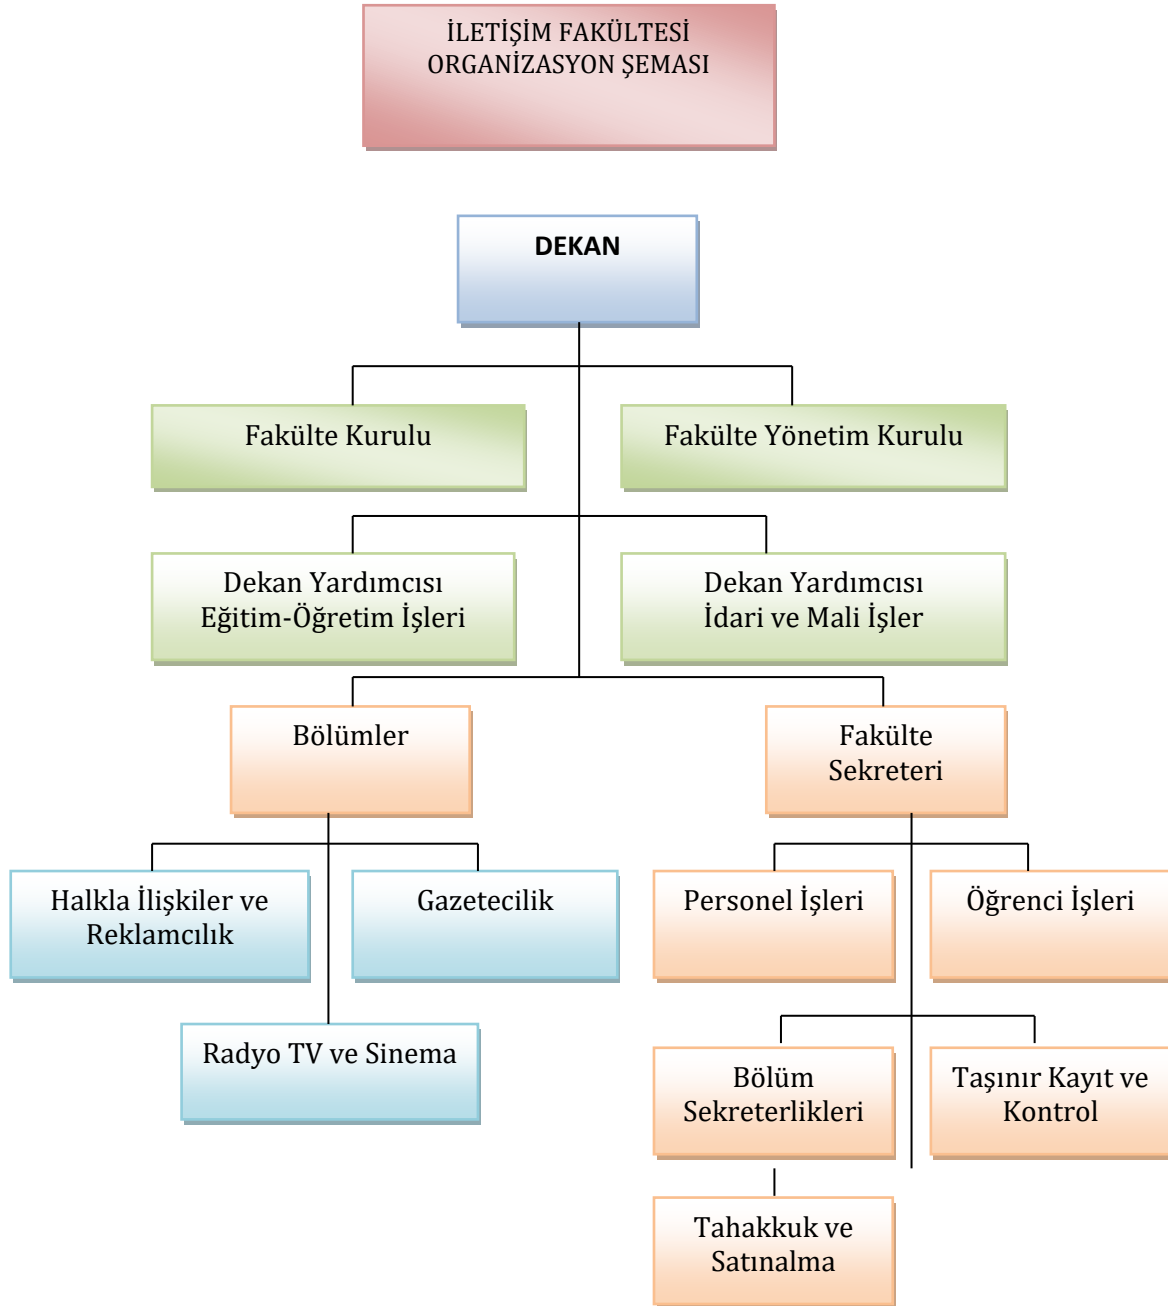 İLETİŞİM FAKÜLTESİ
ORGANİZASYON ŞEMASI
DEKAN
Fakülte Kurulu
Fakülte Yönetim Kurulu
Dekan Yardımcısı
Eğitim-Öğretim İşleri
Dekan Yardımcısı
İdari ve Mali İşler
Bölümler
Fakülte
Sekreteri
Halkla İlişkiler ve
Reklamcılık
Gazetecilik
Personel İşleri
Öğrenci İşleri
Radyo TV ve Sinema
Bölüm
Sekreterlikleri
Taşınır Kayıt ve
Kontrol
Tahakkuk ve
Satınalma